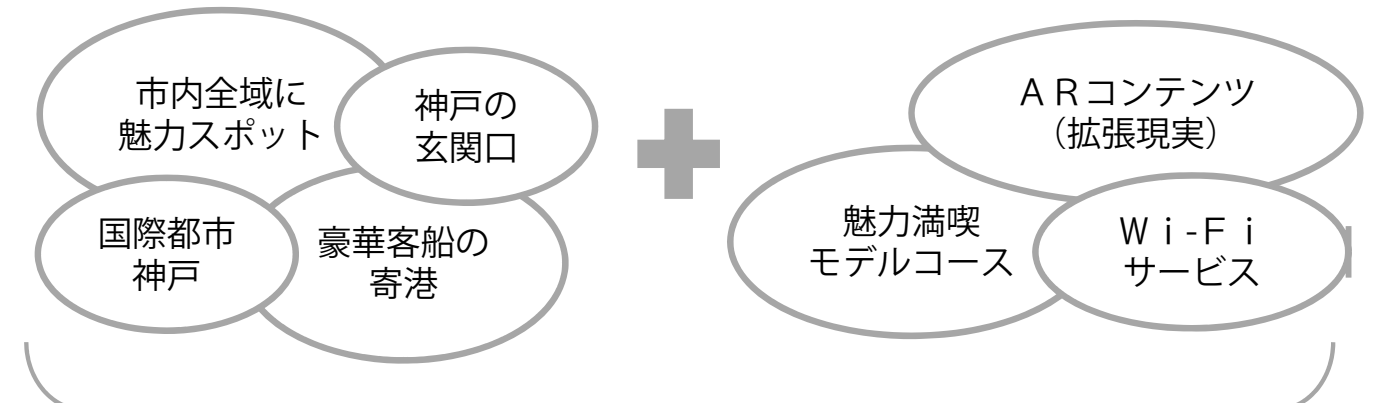 市内全域に
魅力スポット
神戸の
玄関口
国際都市
神戸
豪華客船の
寄港
ＡＲコンテンツ
（拡張現実）
魅力満喫
モデルコース
Ｗｉ-Ｆｉ
サービス